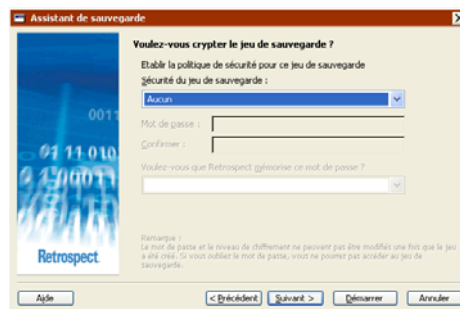 Assistant de sauvegarde
Voulez-vous crypter le jeu de sauvegarde ?
Etablir la politique de sécurité pour ce jeu de sauvegarde
Sécurité du jeu de sauvegarde :
Aucun
Mot de passe :
Confirmer :
Voulez-vous que Retrospect mémorise ce mot de passe ?
0011
01 11 010
Remarque :
Le mot de passe et le niveau de chiffrement ne peuvent pas être modifiés une fois que le jeu
a été créé. Si vous oubliez le mot de passe, vous ne pourrez pas accéder au jeu de
sauvegarde.
Retrospect
Aide
< Précédent
Suivant >
Démarrer
Annuler